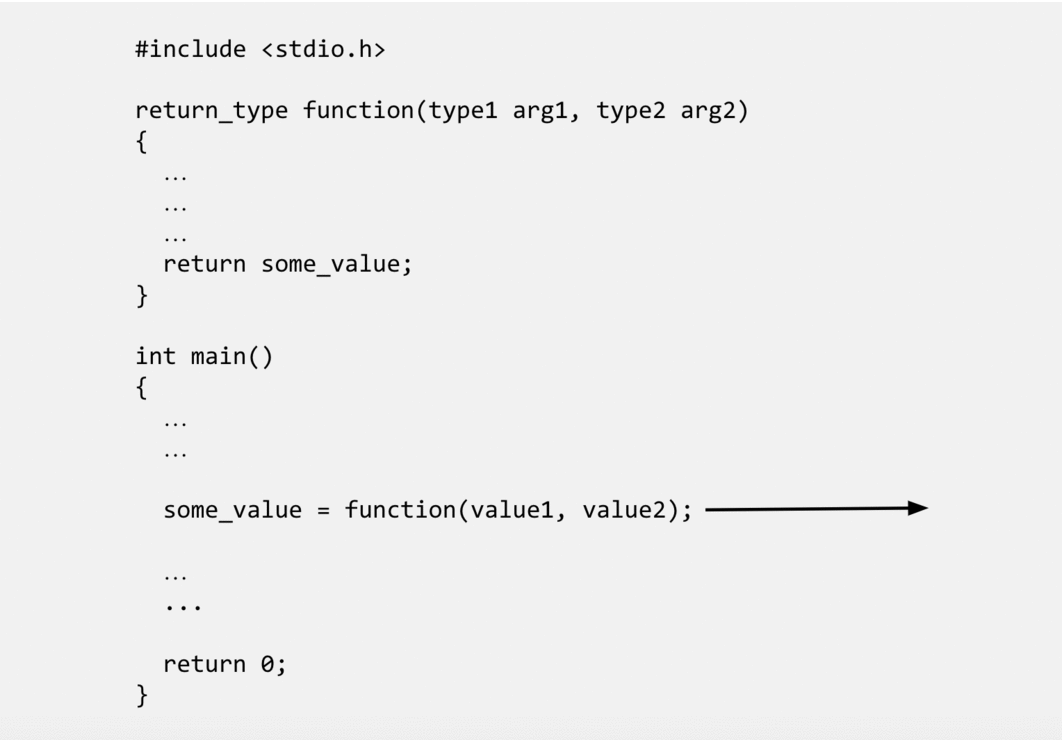 #include <stdio.h>
return_type function(type1 arg1, type2 arg2)
{
...
...
...
return some_value;
}
int main()
{
...
...
some_value = function(value1, value2);
...
...
return 0;
}